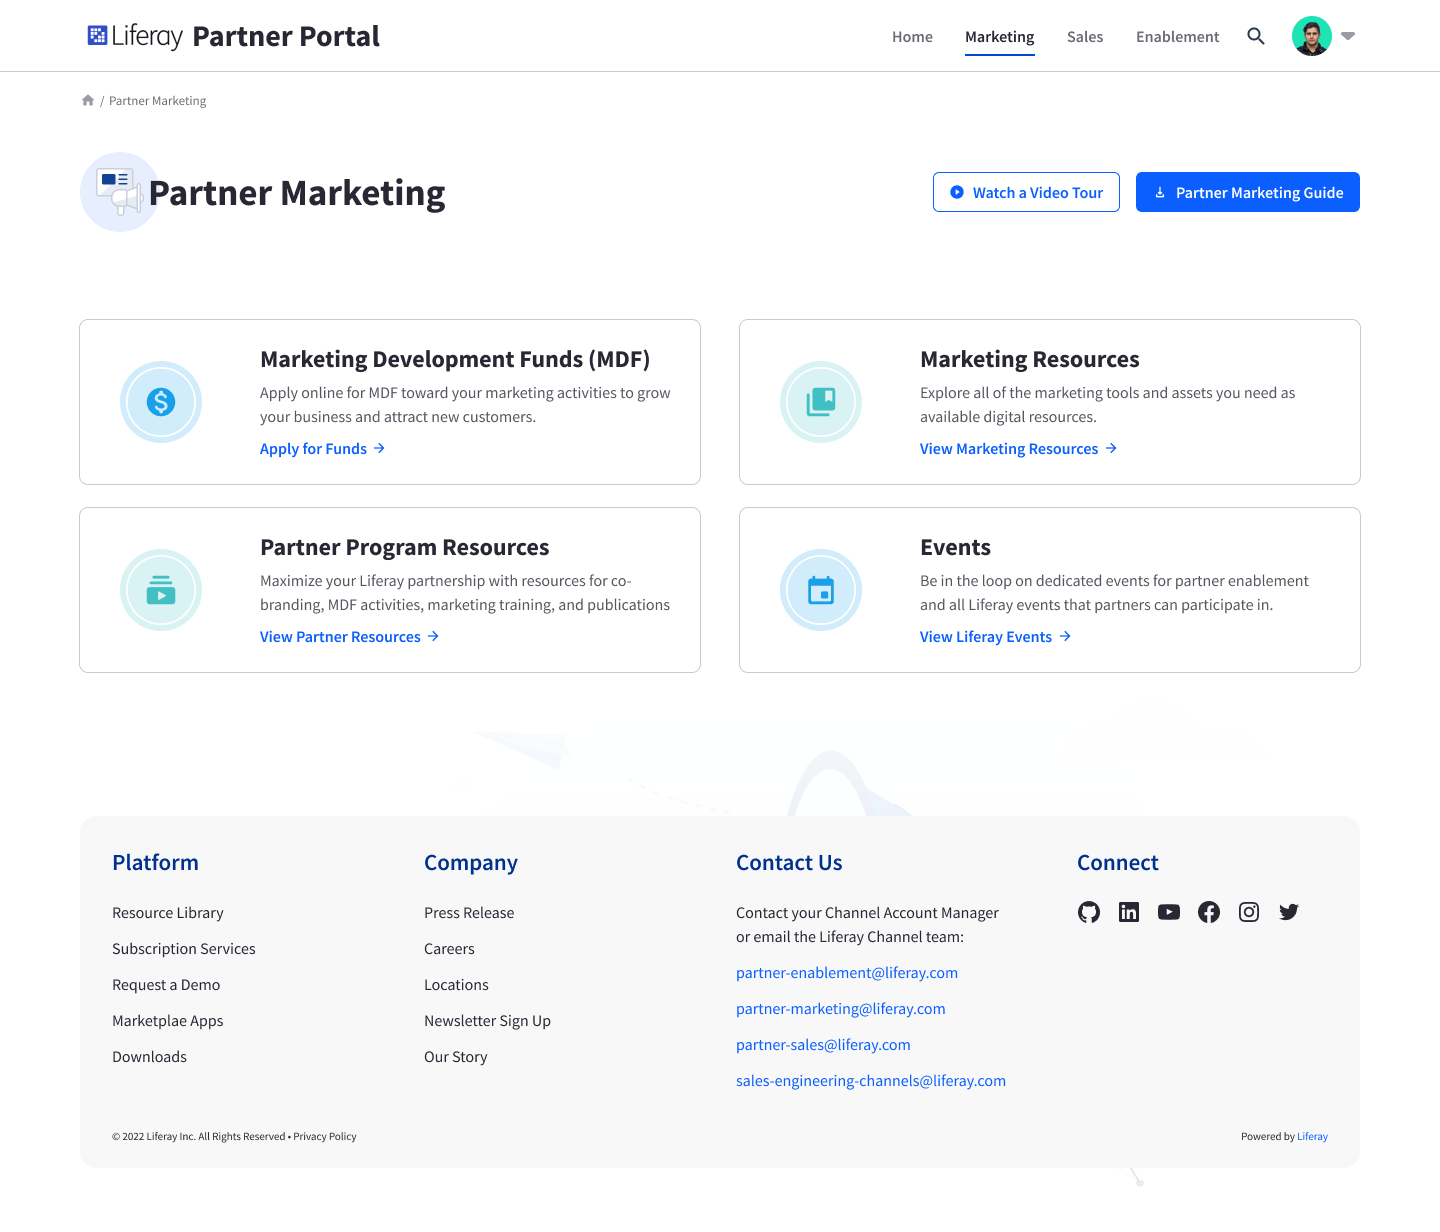 Liferay Partner Portal
Home Marketing Sales Enablement
/ Partner Marketing
Partner Marketing
Watch a Video Tour
Partner Marketing Guide
Marketing Development Funds (MDF)
Apply online for MDF toward your marketing activities to grow
your business and attract new customers.
Apply for Funds
Marketing Resources
Explore all of the marketing tools and assets you need as
available digital resources.
View Marketing Resources
Partner Program Resources
Maximize your Liferay partnership with resources for co-
branding, MDF activities, marketing training, and publications
View Partner Resources
Events
Be in the loop on dedicated events for partner enablement
and all Liferay events that partners can participate in.
View Liferay Events
Platform
Resource Library
Subscription Services
Request a Demo
Marketplae Apps
Downloads
Company
Press Release
Careers
Locations
Newsletter Sign Up
Our Story
Contact Us
Contact your Channel Account Manager
or email the Liferay Channel team:
partner-enablement@liferay.com
partner-marketing@liferay.com
partner-sales@liferay.com
sales-engineering-channels@liferay.com
Connect
© 2022 Liferay Inc. All Rights Reserved • Privacy Policy
Powered by Liferay